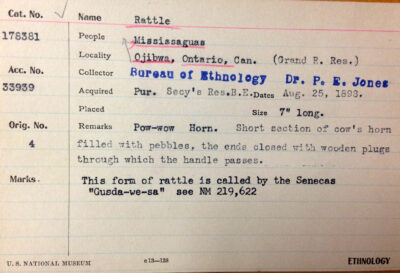 Cat. No. Name Rattle
178381 People Mississaguas
Locality Ojibwa, Ontario, Can. (Grand R. Res.)
Acc. No. Collector Bureau of Ethnology Dr. P. E. Jones
33939 Acquired Pur. Secy's Res.B.E. Dates Aug. 25, 1898.
Placed Size 7" long.
Orig. No. Remarks Pow-wow Horn. Short section of cow's horn
4 filled with pebbles, the ends closed with wooden plugs
through which the handle passes.
Marks This form of rattle is called by the Senecas
"Gusda-we-sa" see NM 219,622
U. S. NATIONAL MUSEUM. e13—138 ETHNOLOGY